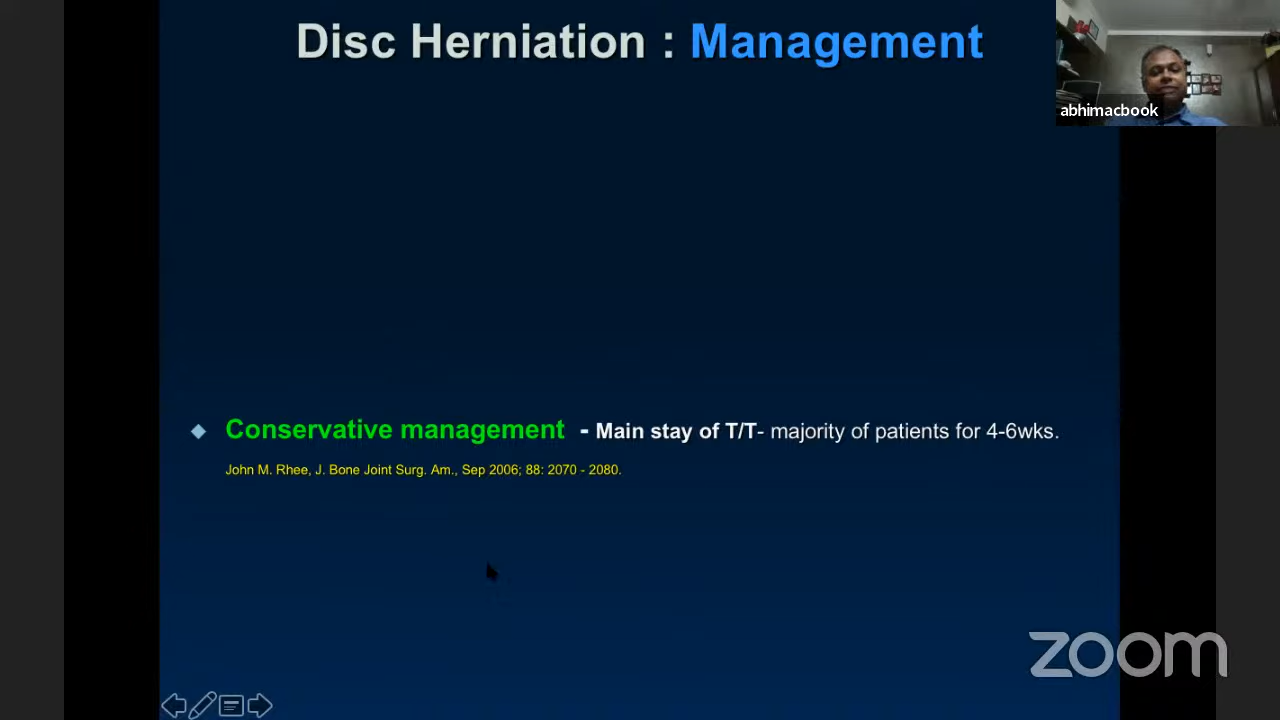 Disc Herniation : Management
abhimacbook
◆ Conservative management - Main stay of T/T- majority of patients for 4-6wks.
John M. Rhee, J. Bone Joint Surg. Am., Sep 2006; 88: 2070 - 2080.
zoom